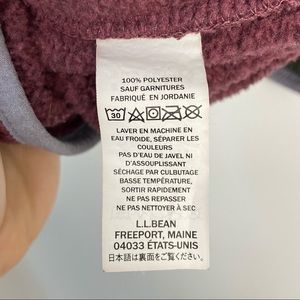 100% POLYESTER
SAUF GARNITURES
FABRIQUÉ EN JORDANIE
30
LAVER EN MACHINE EN
EAU FROIDE, SÉPARER LES
COULEURS
PAS D'EAU DE JAVEL NI
D'ASSOUPLISSANT
SÉCHAGE PAR CULBUTAGE
BASSE TEMPÉRATURE,
SORTIR RAPIDEMENT
NE PAS REPASSER
NE PAS NETTOYER À SEC
L.L.BEAN
FREEPORT, MAINE
04033 ÉTATS-UNIS
日本語は裏面をご覧ください。